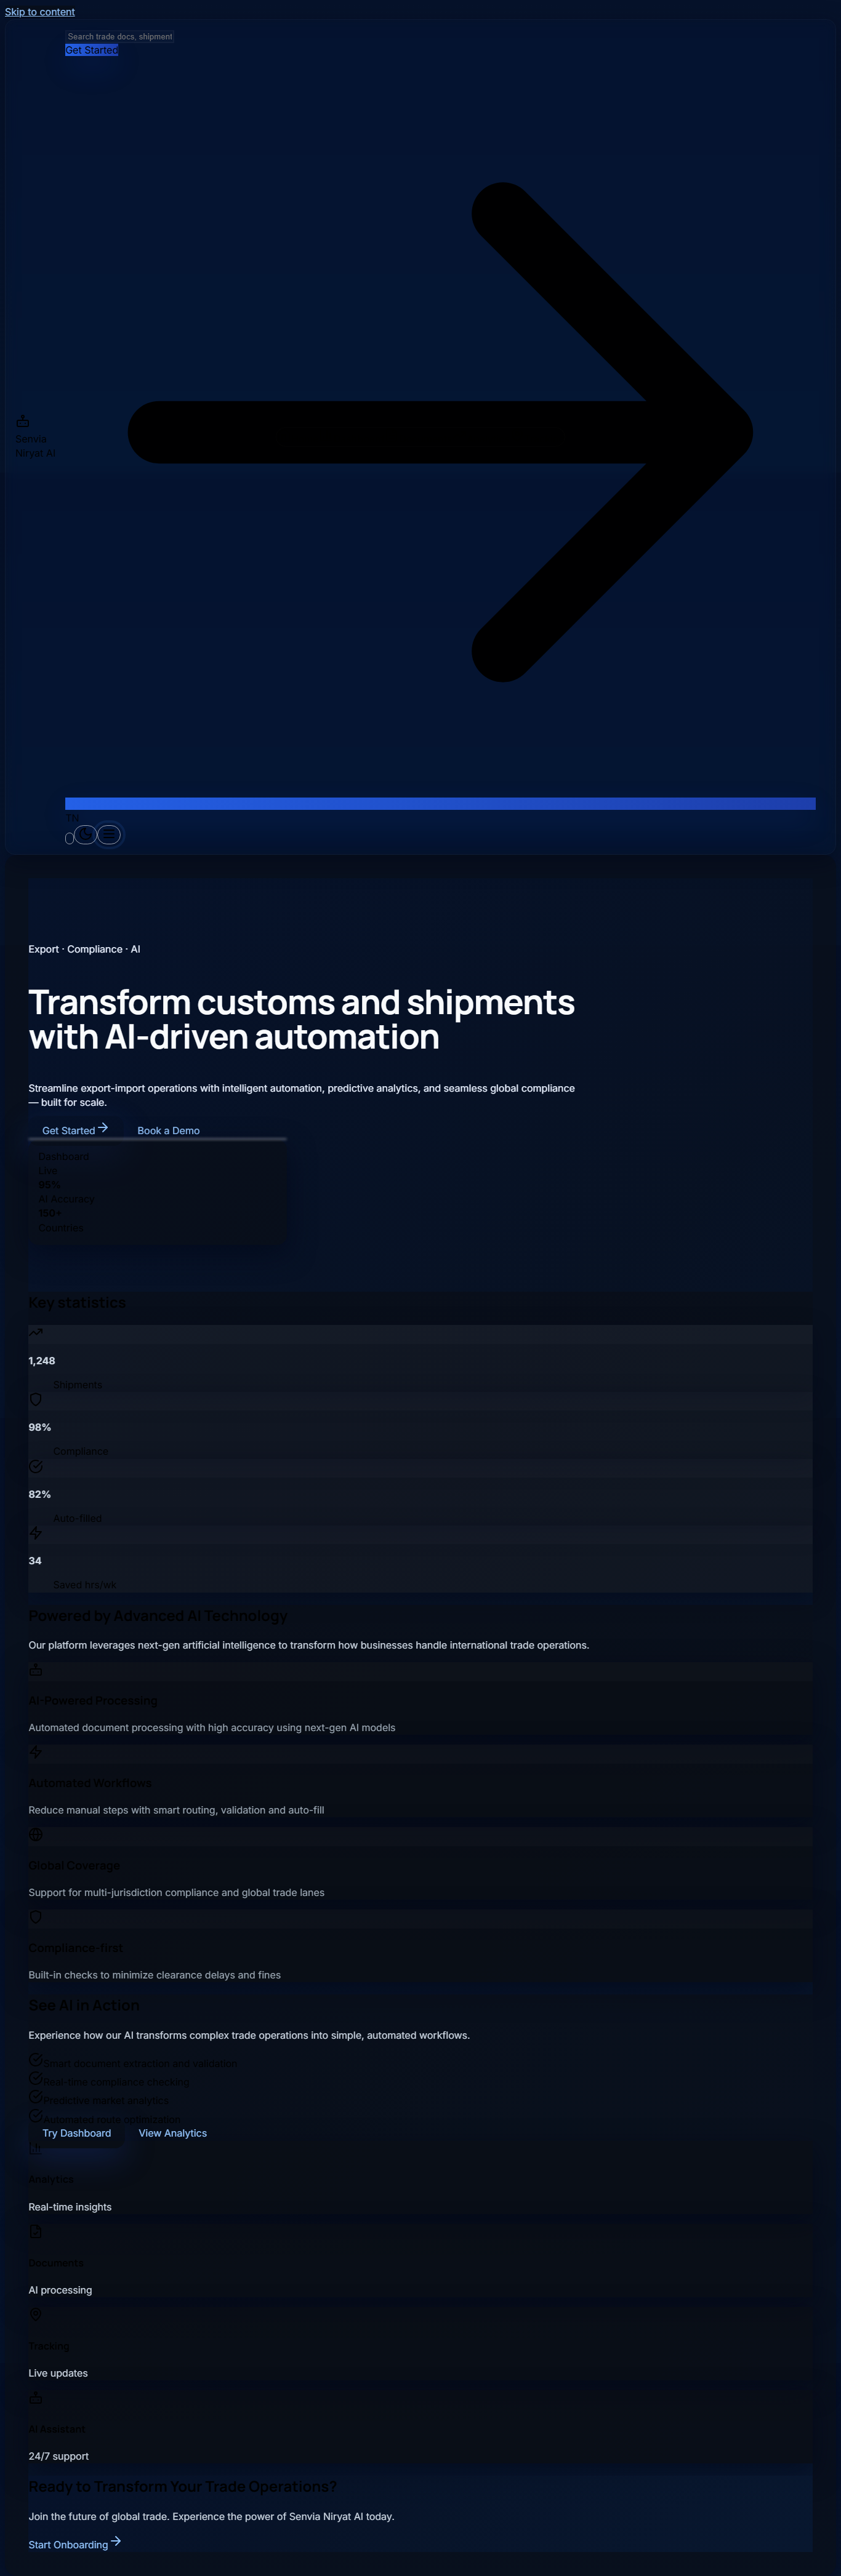 Skip to content
Search trade docs, shipment
Get Started
Senvia
Niryat AI
TN
Export · Compliance · AI
Transform customs and shipments
with AI-driven automation
Streamline export-import operations with intelligent automation, predictive analytics, and seamless global compliance
— built for scale.
Get Started
Book a Demo
Dashboard
Live
95%
AI Accuracy
150+
Countries
Key statistics
1,248
Shipments
98%
Compliance
82%
Auto-filled
34
Saved hrs/wk
Powered by Advanced AI Technology
Our platform leverages next-gen artificial intelligence to transform how businesses handle international trade operations.
AI-Powered Processing
Automated document processing with high accuracy using next-gen AI models
Automated Workflows
Reduce manual steps with smart routing, validation and auto-fill
Global Coverage
Support for multi-jurisdiction compliance and global trade lanes
Compliance-first
Built-in checks to minimize clearance delays and fines
See AI in Action
Experience how our AI transforms complex trade operations into simple, automated workflows.
Smart document extraction and validation
Real-time compliance checking
Predictive market analytics
Automated route optimization
Try Dashboard
View Analytics
Analytics
Real-time insights
Documents
AI processing
Tracking
Live updates
AI Assistant
24/7 support
Ready to Transform Your Trade Operations?
Join the future of global trade. Experience the power of Senvia Niryat AI today.
Start Onboarding